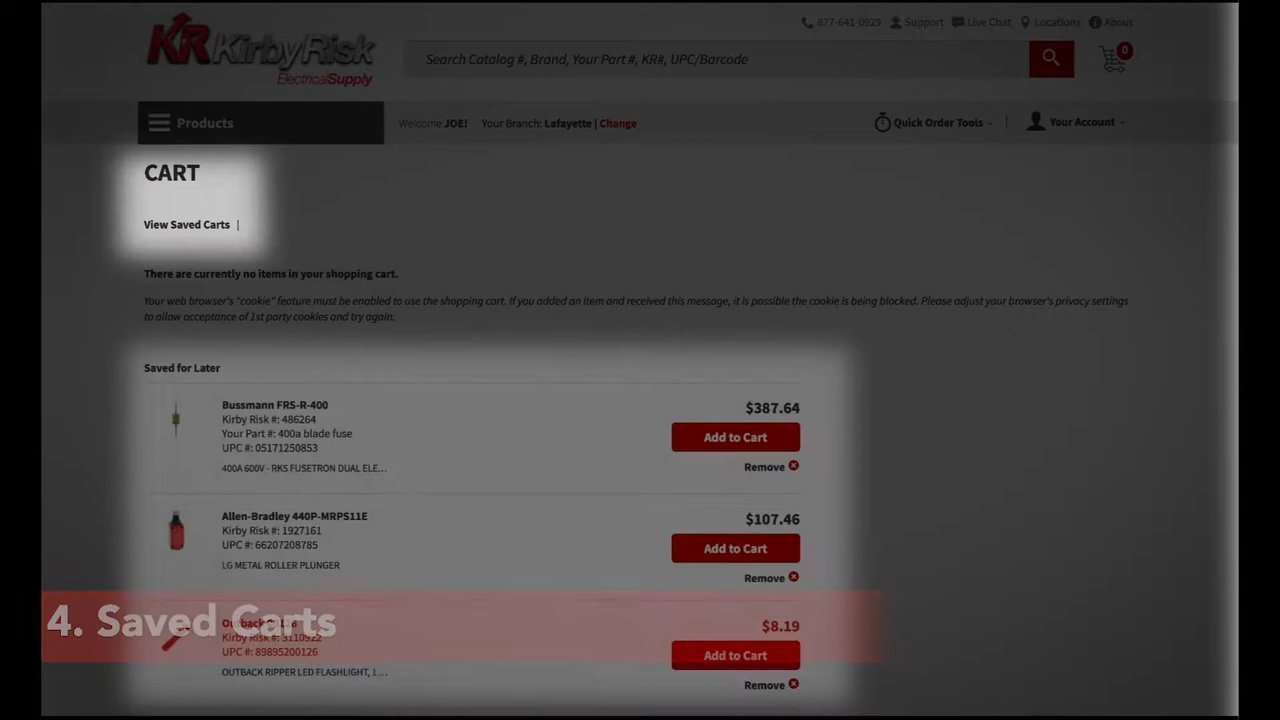 KR KirbyRisk
Electrical Supply
877-641-0929 Support Live Chat Locations About
Search Catalog #, Brand, Your Part #, KR#, UPC/Barcode
0
Products
Welcome JOE! Your Branch: Lafayette | Change
Quick Order Tools
Your Account
CART
View Saved Carts |
There are currently no items in your shopping cart.
Your web browser's "cookie" feature must be enabled to use the shopping cart. If you added an item and received this message, it is possible the cookie is being blocked. Please adjust your browser's privacy settings
to allow acceptance of 1st party cookies and try again.
Saved for Later
Bussmann FRS-R-400
Kirby Risk #: 486264
Your Part #: 400a blade fuse
UPC #: 05171250853
400A 600V - RK5 FUSETRON DUAL ELE...
$387.64
Add to Cart
Remove
Allen-Bradley 440P-MRPS11E
Kirby Risk #: 1927161
UPC #: 66207208785
LG METAL ROLLER PLUNGER
$107.46
Add to Cart
Remove
4. Saved Carts
Outback
Kirby Risk #: 3110922
UPC #: 89895200126
OUTBACK RIPPER LED FLASHLIGHT, 1...
$8.19
Add to Cart
Remove